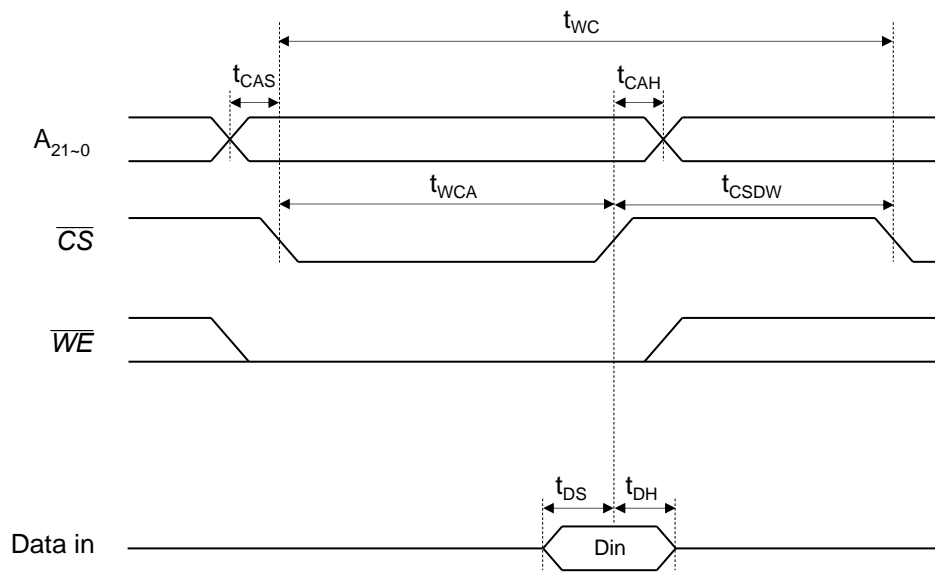 tWC
tCAS
tCAH
A21~0
tWCA
tCSDW
CS
WE
tDS
tDH
Data in
Din